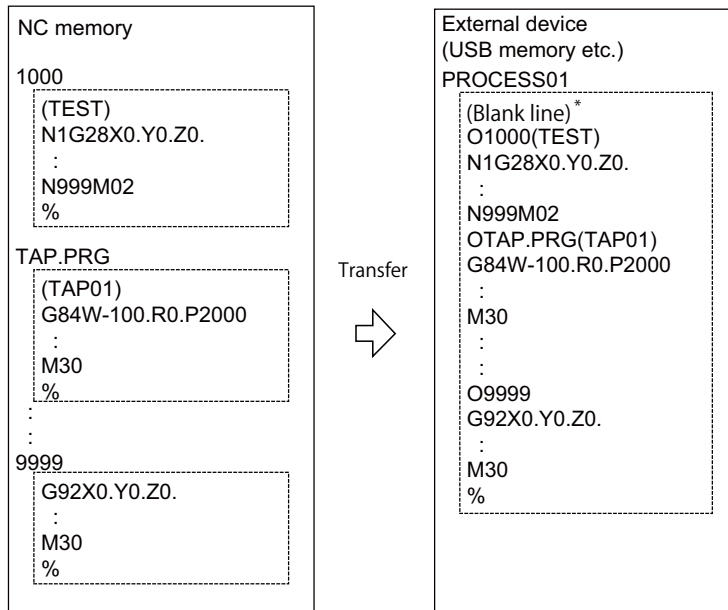 NC memory
1000
(TEST)
N1G28X0.Y0.Z0.
:
N999M02
%
TAP.PRG
(TAP01)
G84W-100.R0.P2000
:
M30
%
:
:
9999
G92X0.Y0.Z0.
:
M30
%
Transfer
External device
(USB memory etc.)
PROCESS01
(Blank line) *
O1000(TEST)
N1G28X0.Y0.Z0.
:
N999M02
OTAP.PRG(TAP01)
G84W-100.R0.P2000
:
M30
:
:
O9999
G92X0.Y0.Z0.
:
M30
%